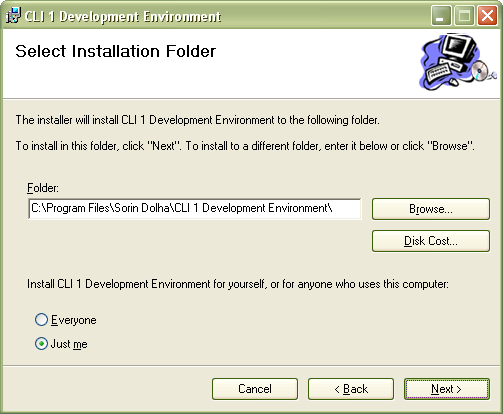 CLI 1 Development Environment
Select Installation Folder
The installer will install CLI 1 Development Environment to the following folder.
To install in this folder, click "Next". To install to a different folder, enter it below or click "Browse".
Folder:
C:\Program Files\Sorin Dolha\CLI 1 Development Environment\
Browse...
Disk Cost...
Install CLI 1 Development Environment for yourself, or for anyone who uses this computer:
Everyone
Just me
Cancel
< Back
Next >